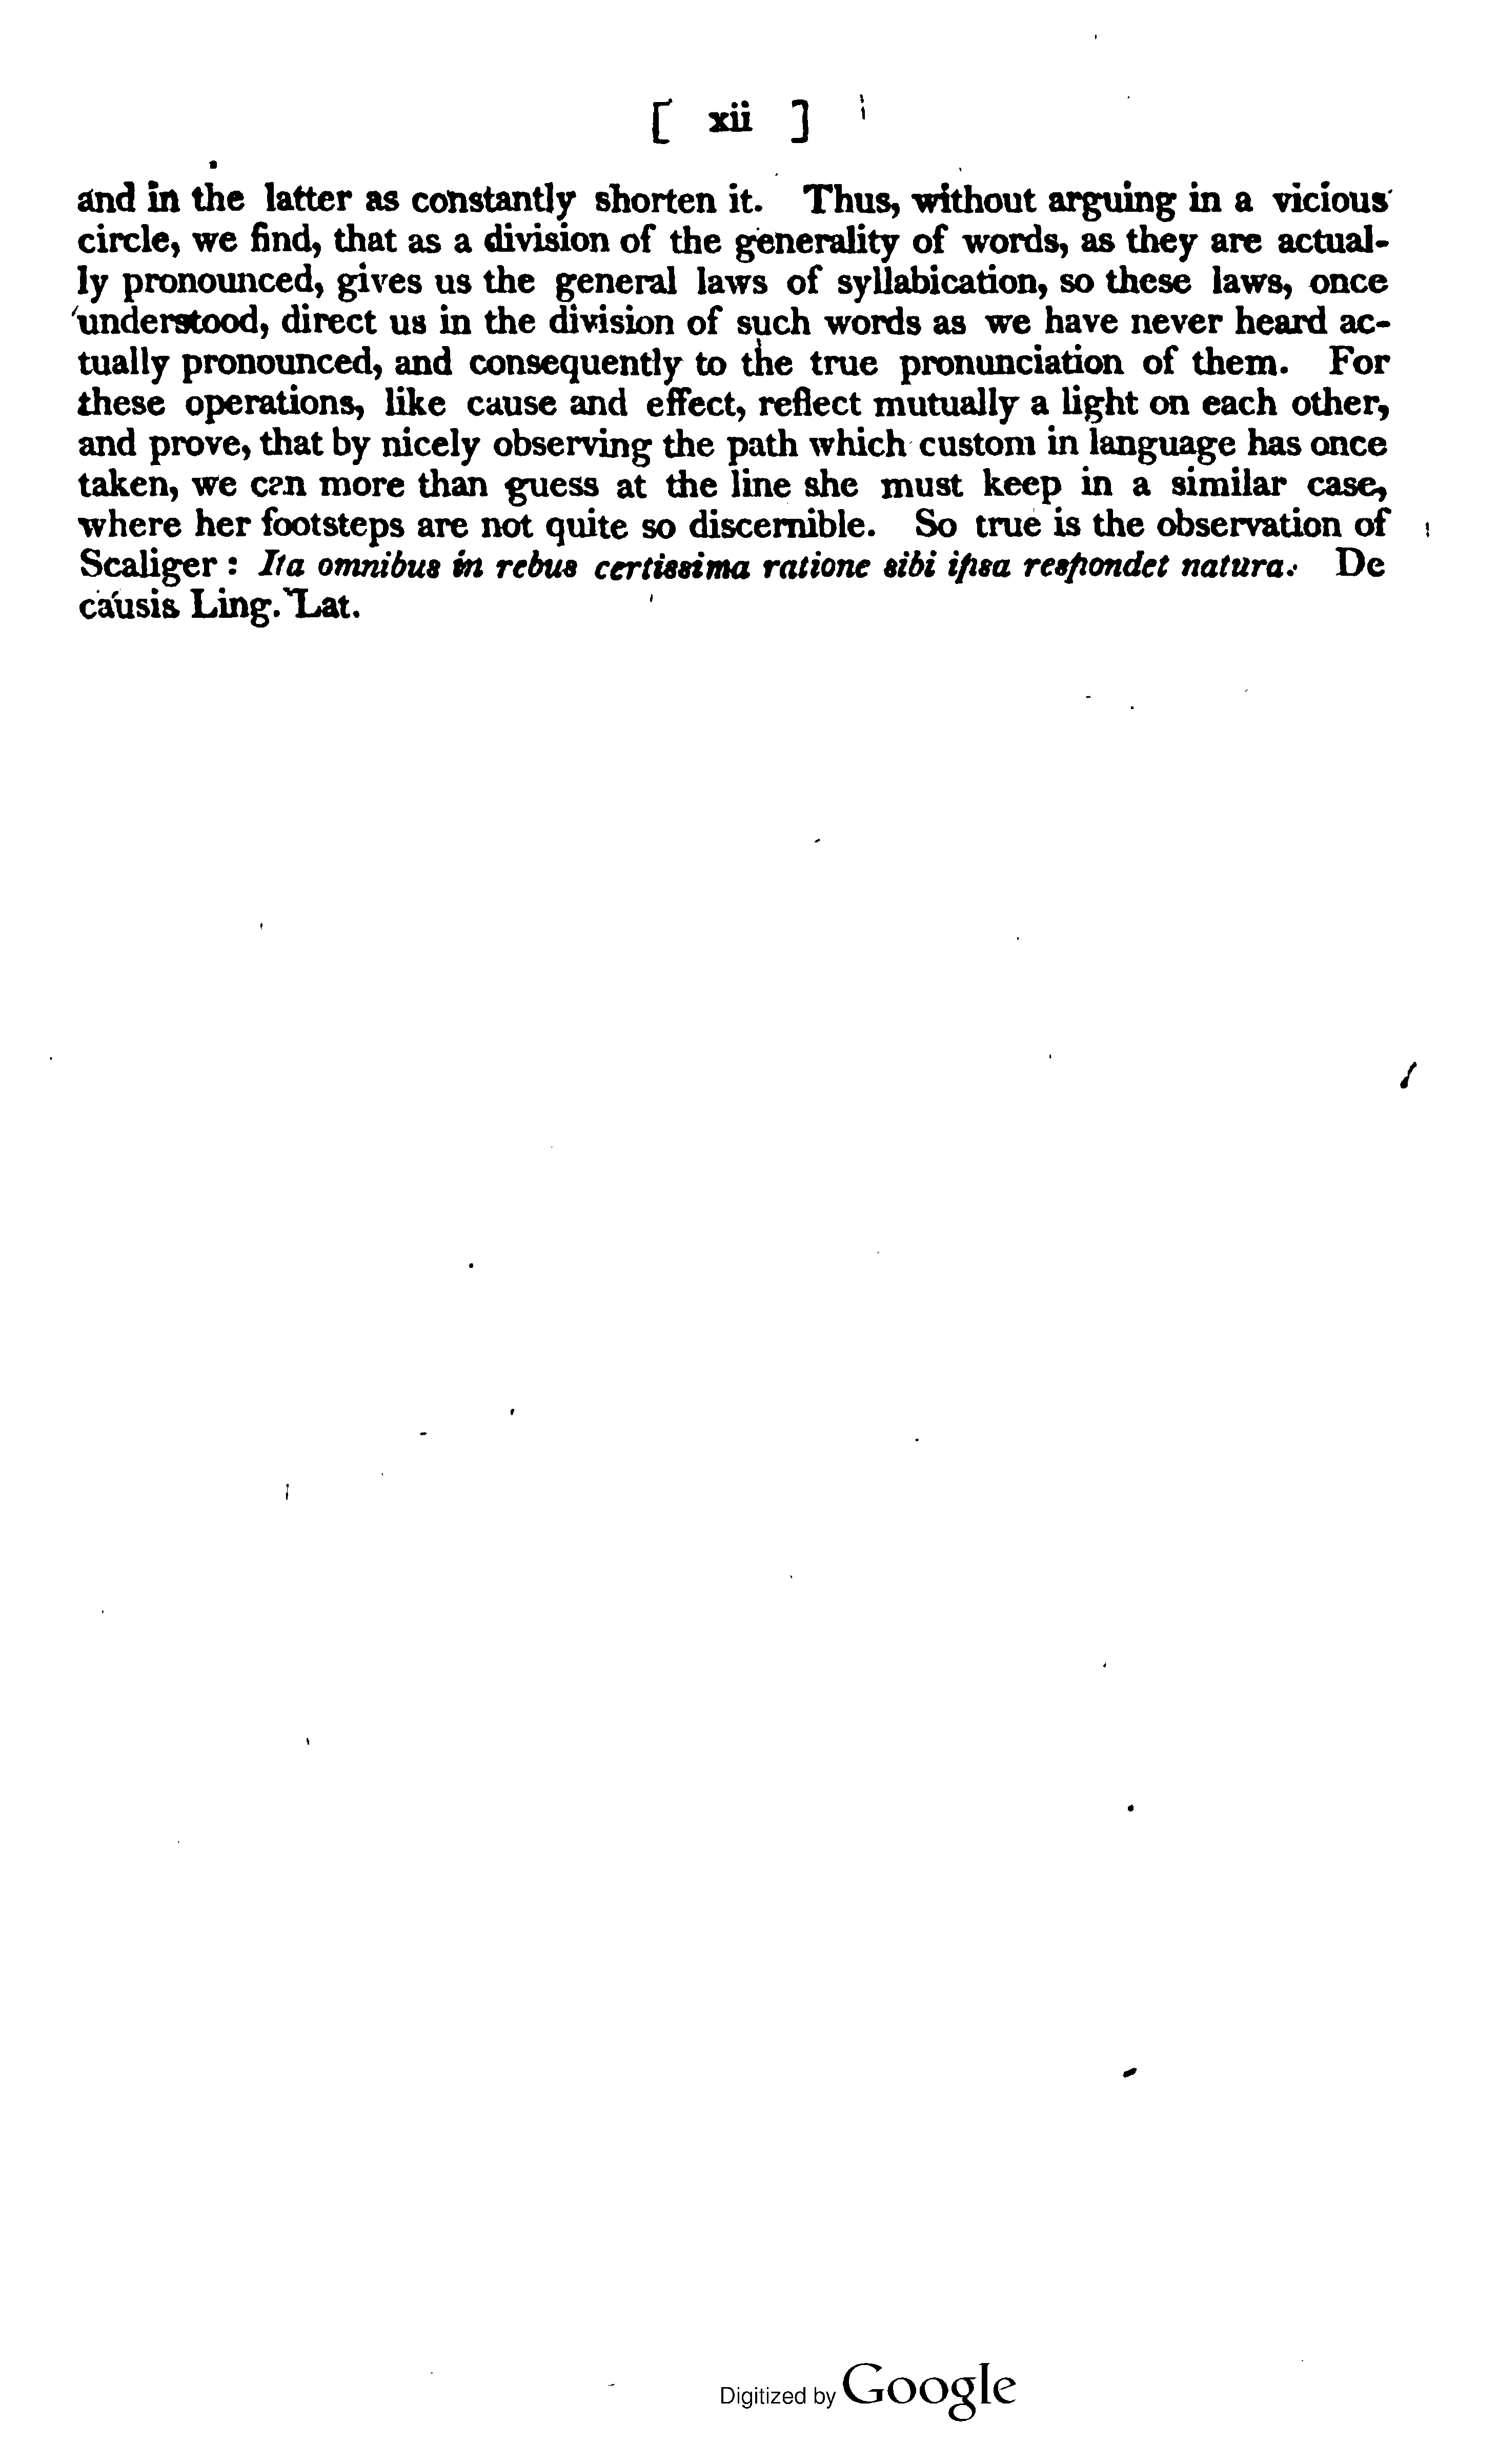 [ xii ]
and in the latter as constantly shorten it. Thus, without arguing in a vicious
circle, we find, that as a division of the generality of words, as they are actual-
ly pronounced, gives us the general laws of syllabication, so these laws, once
understood, direct us in the division of such words as we have never heard ac-
tually pronounced, and consequently to the true pronunciation of them. For
these operations, like cause and effect, reflect mutually a light on each other,
and prove, that by nicely observing the path which custom in language has once
taken, we can more than guess at the line she must keep in a similar case,
where her footsteps are not quite so discernible. So true is the observation of
Scaliger : Ita omnibus in rebus certissima ratione sibi ipsa respondet natura. De
causis Ling. Lat.
Digitized by Google